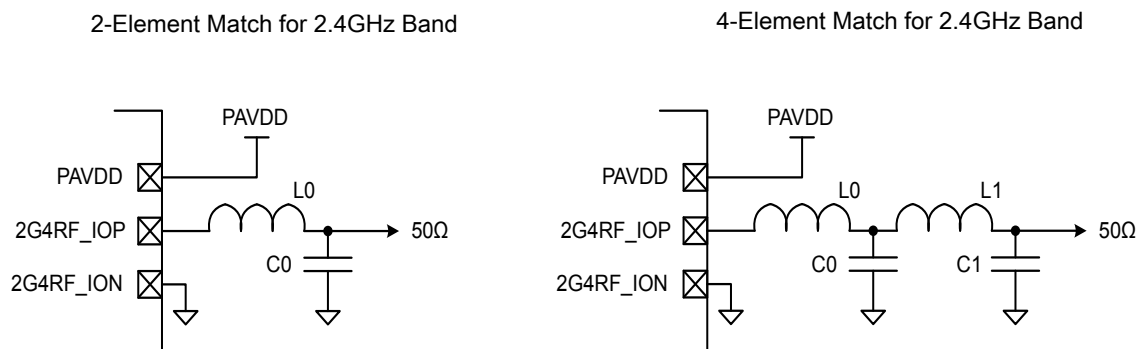 2-Element Match for 2.4GHz Band
PAVDD
PAVDD
L0
2G4RF_IOP
50Ω
C0
2G4RF_ION
4-Element Match for 2.4GHz Band
PAVDD
PAVDD
L0
L1
2G4RF_IOP
50Ω
C0
C1
2G4RF_ION